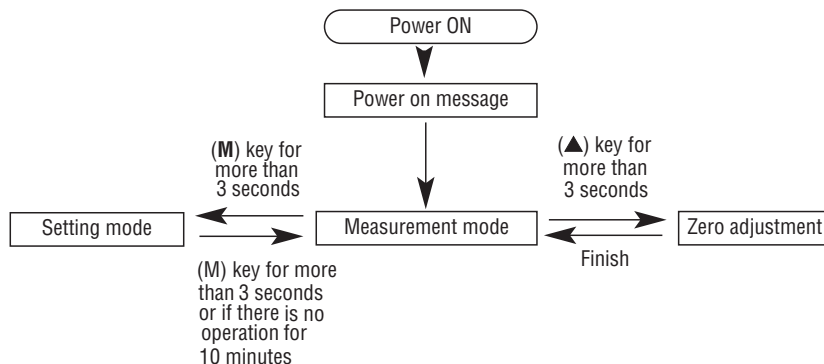 Power ON
Power on message
(M) key for
more than
3 seconds
(▲) key for
more than
3 seconds
Setting mode
Measurement mode
Zero adjustment
(M) key for more
than 3 seconds
or if there is no
operation for
10 minutes
Finish